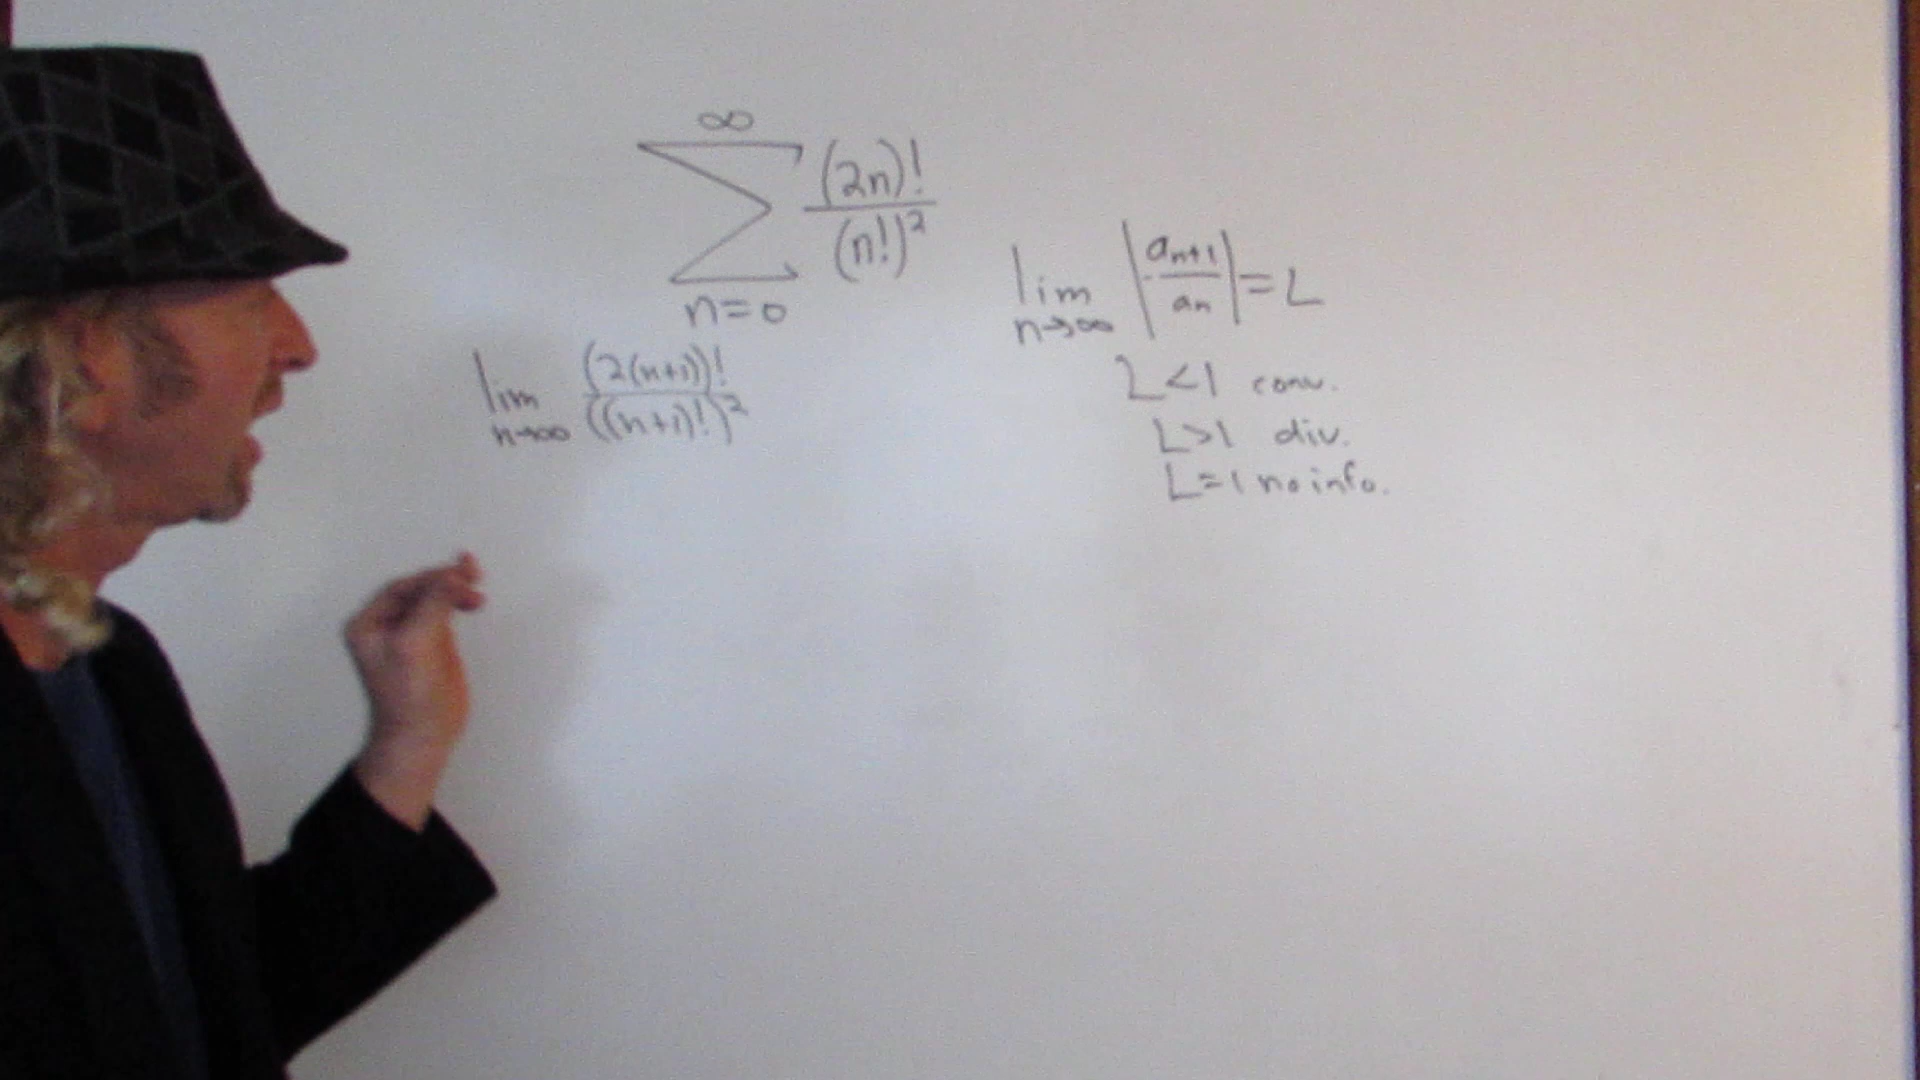 ∞
∑ (2n)! / (n!)²
n=0
lim n→∞ |aₙ₊₁ / aₙ| = L
lim n→∞ (2(n+1))! / ((n+1)!)²
L<1 conv.
L>1 div.
L=1 no info.